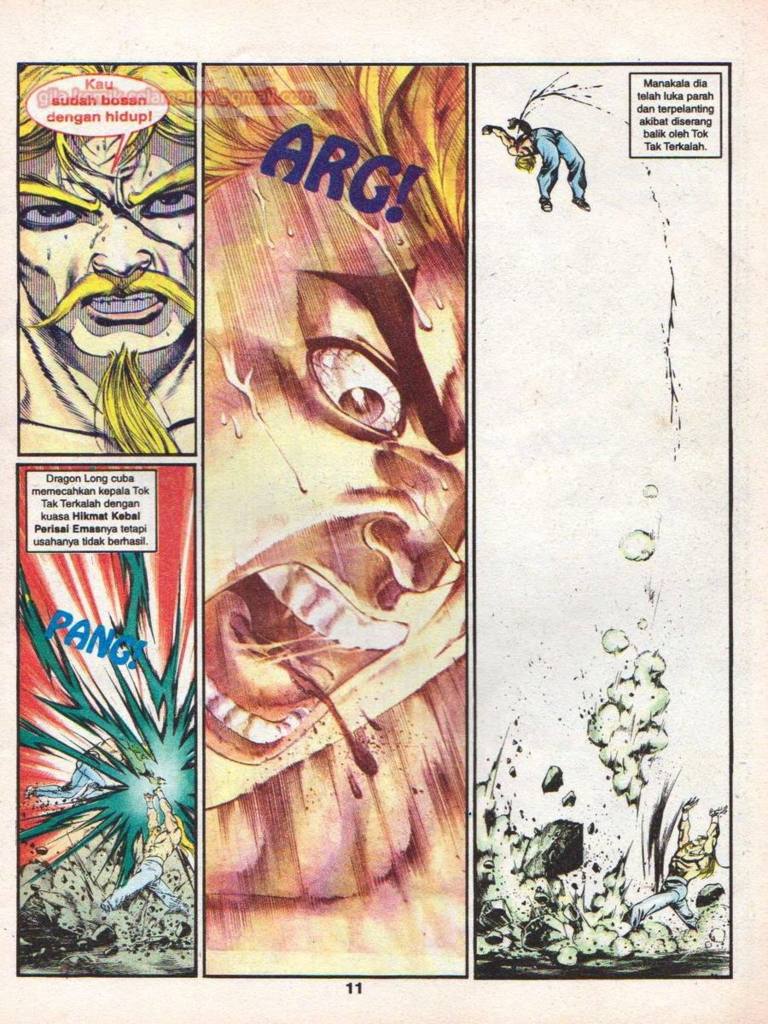 Kau
sudah bosan
dengan hidup!
Dragon Long cuba
memecahkan kepala Tok
Tak Terkalah dengan
kuasa Hikmat Kebal
Perisai Emasnya tetapi
usahanya tidak berhasil.
PANG!
ARG!
Manakala dia
telah luka parah
dan terpelanting
akibat diserang
balik oleh Tok
Tak Terkalah.
11